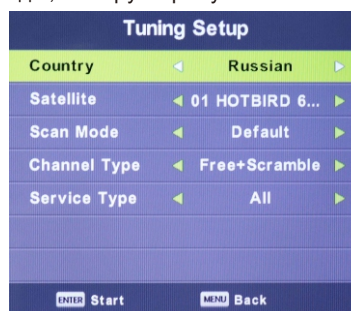 Tuning Setup
Country Russian
Satellite 01 HOTBIRD 6...
Scan Mode Default
Channel Type Free+Scramble
Service Type All
ENTER Start MENU Back